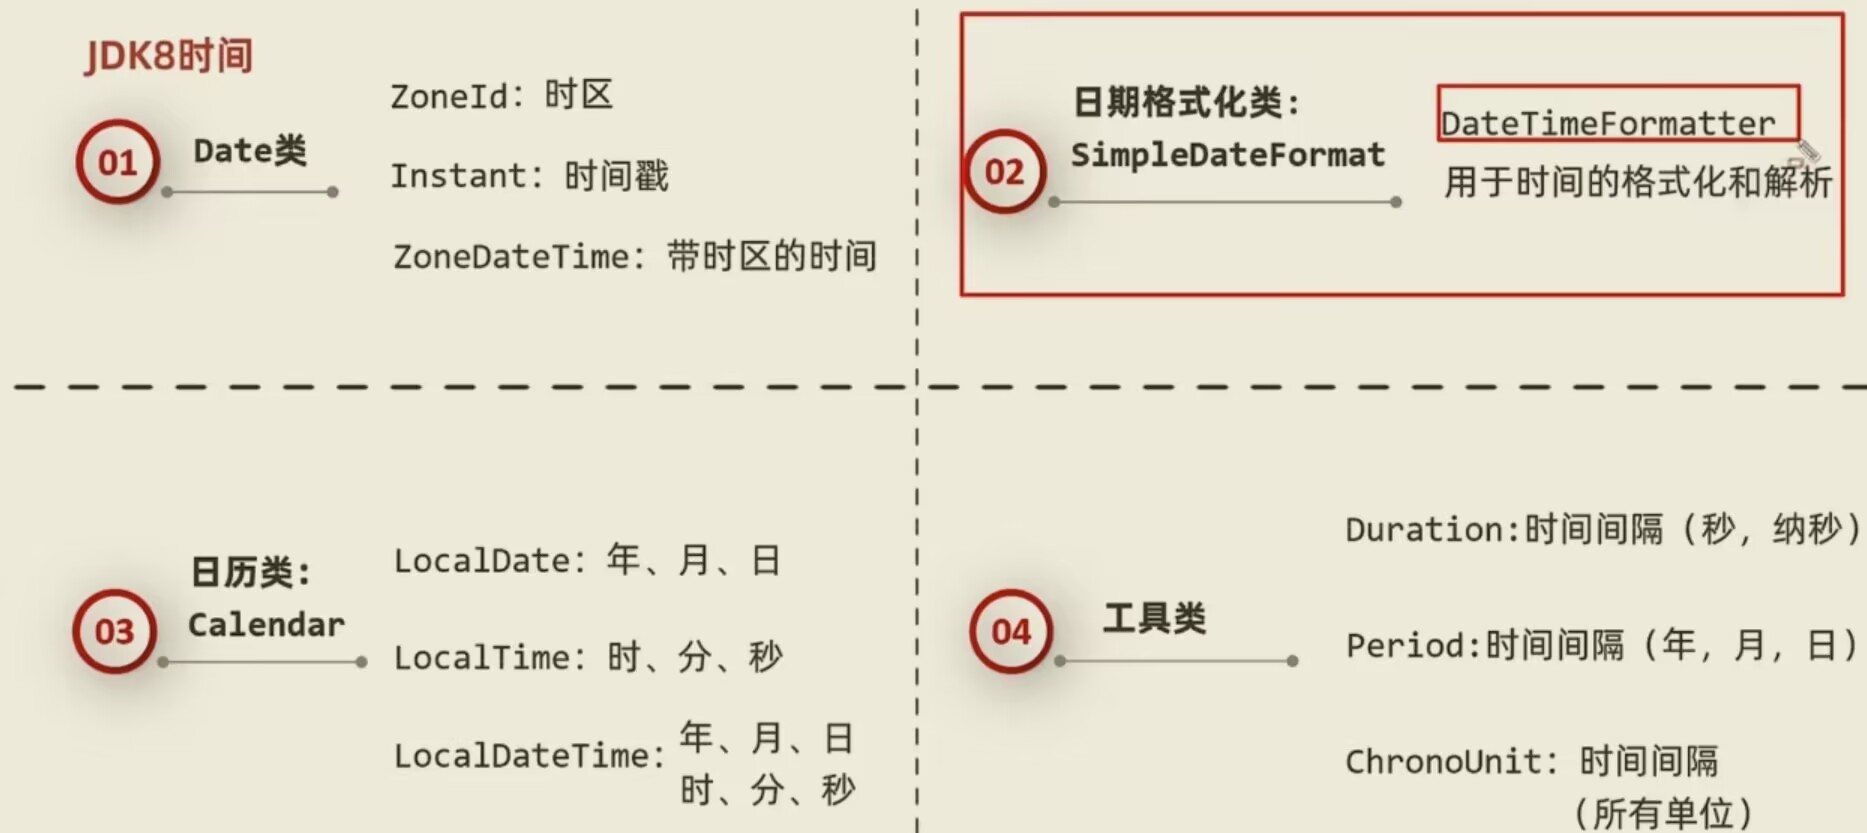 JDK8时间
01
Date类
ZoneId：时区
Instant：时间戳
ZoneDateTime：带时区的时间
02
日期格式化类：
SimpleDateFormat
DateTimeFormatter
用于时间的格式化和解析
03
日历类：
Calendar
LocalDate：年、月、日
LocalTime：时、分、秒
LocalDateTime：年、月、日
时、分、秒
04
工具类
Duration:时间间隔（秒，纳秒）
Period:时间间隔（年，月，日）
ChronoUnit：时间间隔
（所有单位）